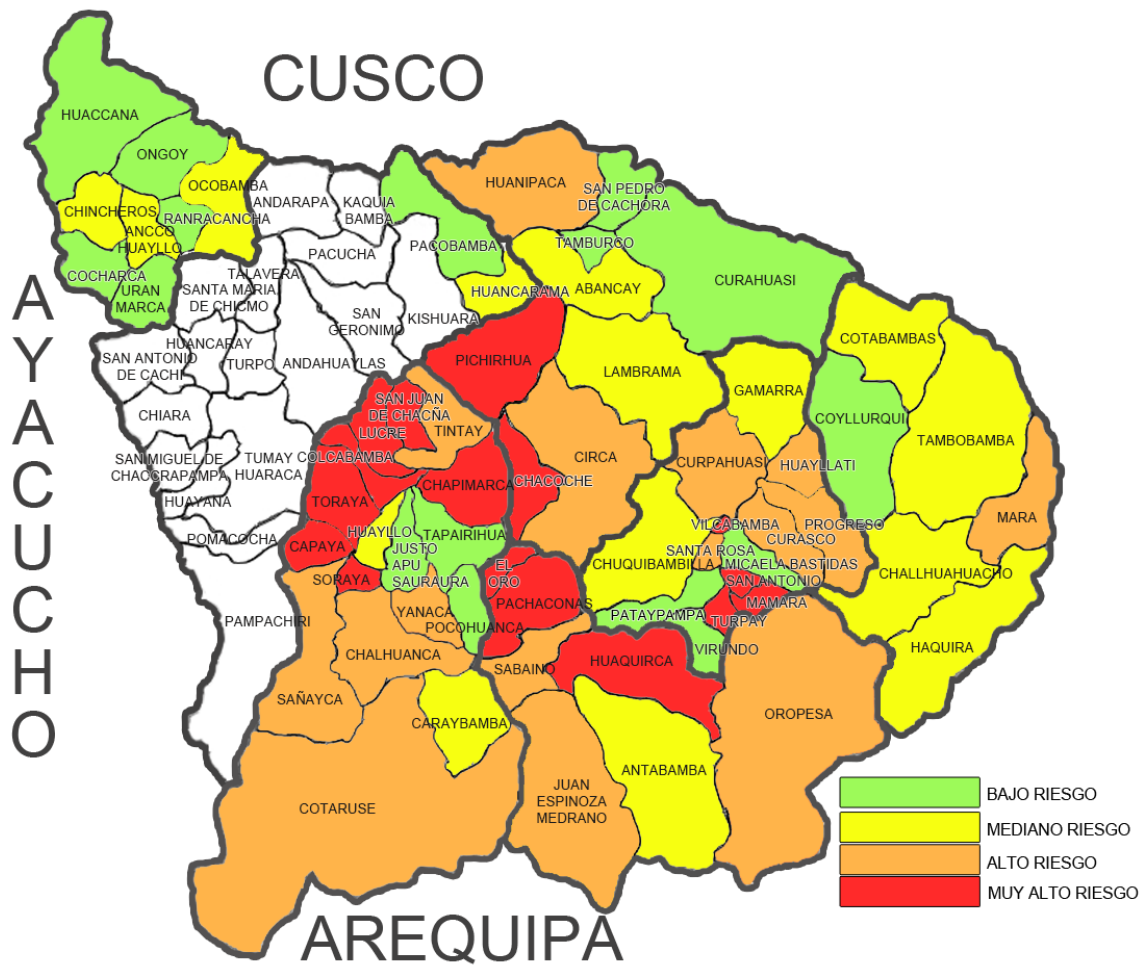 CUSCO
HUACCANA
ONGOY
OCOBAMBA
ANDARAPA
KAQUIA
BAMBA
HUANIPACA
SAN PEDRO
DE CACHORA
CHINCHEROS
RANRACANCHA
ANCCO
HUAYLLO
PACUCHA
PACOBAMBA
TAMBURCO
CURAHUASI
COCHARCA
URAN
MARCA
TALAVERA
SANTA MARIA
DE CHICMO
HUANCARAMA
ABANCAY
AYACUCHO
SAN
GERONIMO
KISHUARA
COTABAMBAS
HUANCARAY
SAN ANTONIO
DE CACHI
TURPO
ANDAHUAYLAS
PICHIRHUA
LAMBRAMA
GAMARRA
CHIARA
SAN JUAN
DE CHACÑA
LUCRE
TINTAY
COYLLURQUI
TAMBOBAMBA
SAN MIGUEL DE
CHACCRAPAMPA
TUMAY
HUARACA
COLCABAMBA
CIRCA
CURPAHUASI
HUAYLLATI
HUAYANA
TORAYA
CHAPIMARCA
CHACOCHE
MARA
POMACOCHA
CAPAYA
HUAYLLO
TAPAIRIHUA
VILCABAMBA
PROGRESO
CURASCO
JUSTO
APU
SAURAURA
SANTA ROSA
MICAELA BASTIDAS
CHUQUIBAMBILLA
CHALLHUAHUACHO
SORAYA
EL
ORO
SAN ANTONIO
PACHACONAS
MAMARA
PAMPACHIRI
YANACA
POCOHUANCA
PATAYPAMPA
TURPAY
CHALHUANCA
SABAINO
HUAQUIRCA
VIRUNDO
HAQUIRA
SAÑAYCA
CARAYBAMBA
OROPESA
ANTABAMBA
COTARUSE
JUAN
ESPINOZA
MEDRANO
BAJO RIESGO
MEDIANO RIESGO
ALTO RIESGO
MUY ALTO RIESGO
AREQUIPA